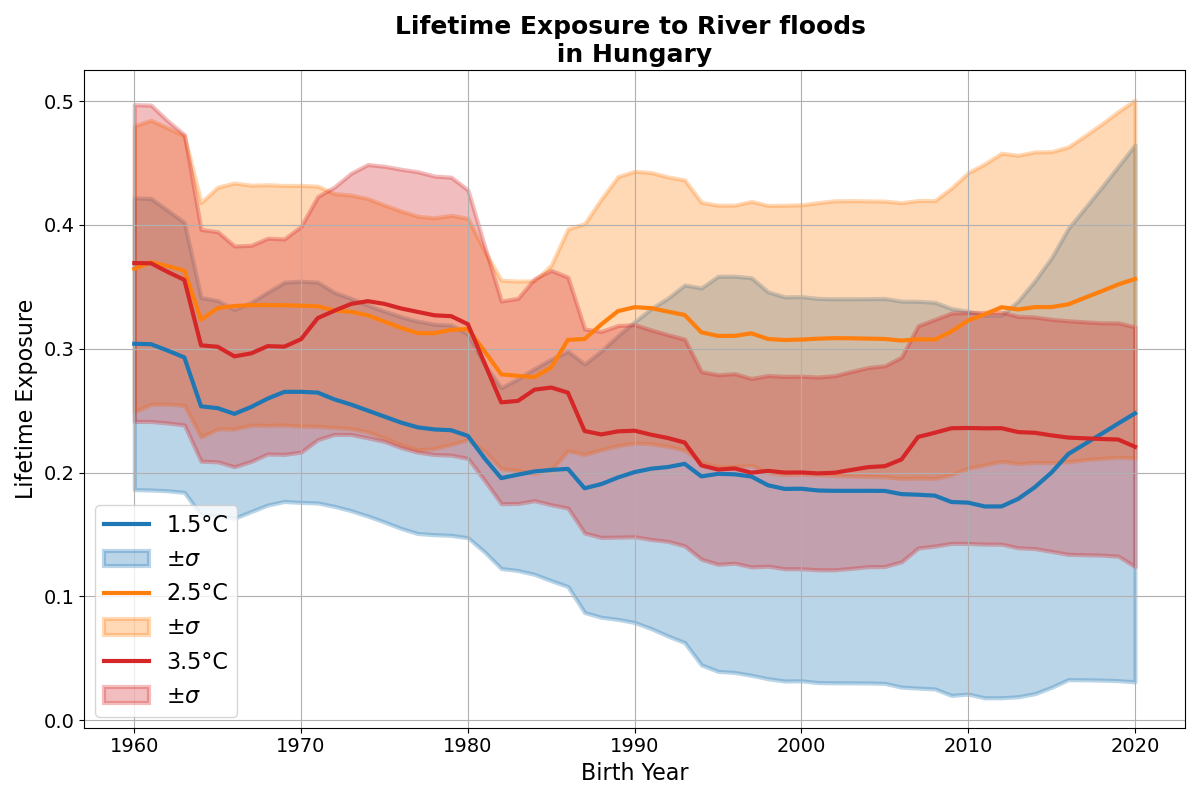 Lifetime Exposure to River floods
in Hungary
Lifetime Exposure
0.5
0.4
0.3
0.2
0.1
0.0
1.5°C
±σ
2.5°C
±σ
3.5°C
±σ
1960 1970 1980 1990 2000 2010 2020
Birth Year